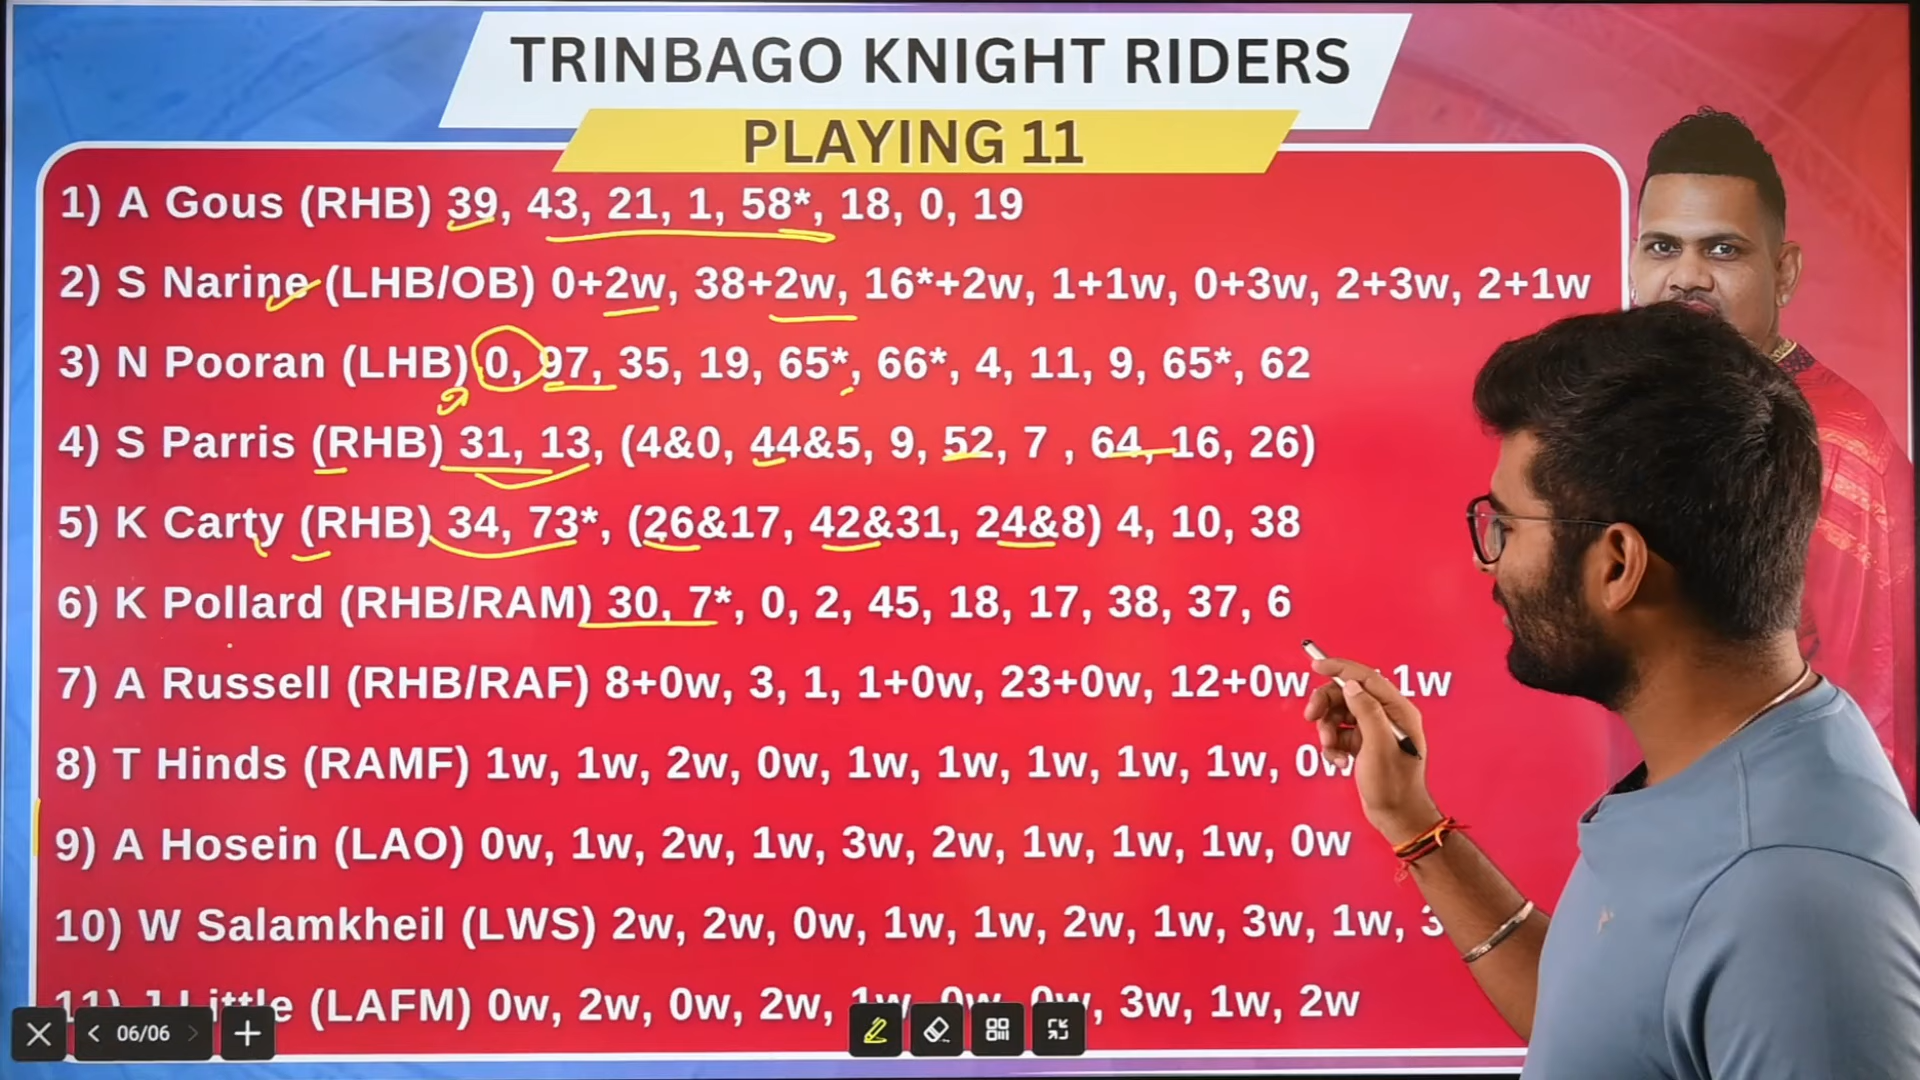 TRINBAGO KNIGHT RIDERS
PLAYING 11
1) A Gous (RHB) 39, 43, 21, 1, 58*, 18, 0, 19
2) S Narine (LHB/OB) 0+2w, 38+2w, 16*+2w, 1+1w, 0+3w, 2+3w, 2+1w
3) N Pooran (LHB) 0, 97, 35, 19, 65*, 66*, 4, 11, 9, 65*, 62
4) S Parris (RHB) 31, 13, (4&0, 44&5, 9, 52, 7 , 64, 16, 26)
5) K Carty (RHB) 34, 73*, (26&17, 42&31, 24&8) 4, 10, 38
6) K Pollard (RHB/RAM) 30, 7*, 0, 2, 45, 18, 17, 38, 37, 6
7) A Russell (RHB/RAF) 8+0w, 3, 1, 1+0w, 23+0w, 12+0w +1w
8) T Hinds (RAMF) 1w, 1w, 2w, 0w, 1w, 1w, 1w, 1w, 1w, 0w
9) A Hosein (LAO) 0w, 1w, 2w, 1w, 3w, 2w, 1w, 1w, 1w, 0w
10) W Salamkheil (LWS) 2w, 2w, 0w, 1w, 1w, 2w, 1w, 3w, 1w, 3
11) J Little (LAFM) 0w, 2w, 0w, 2w, 1w, 0w, 0w, 3w, 1w, 2w
06/06